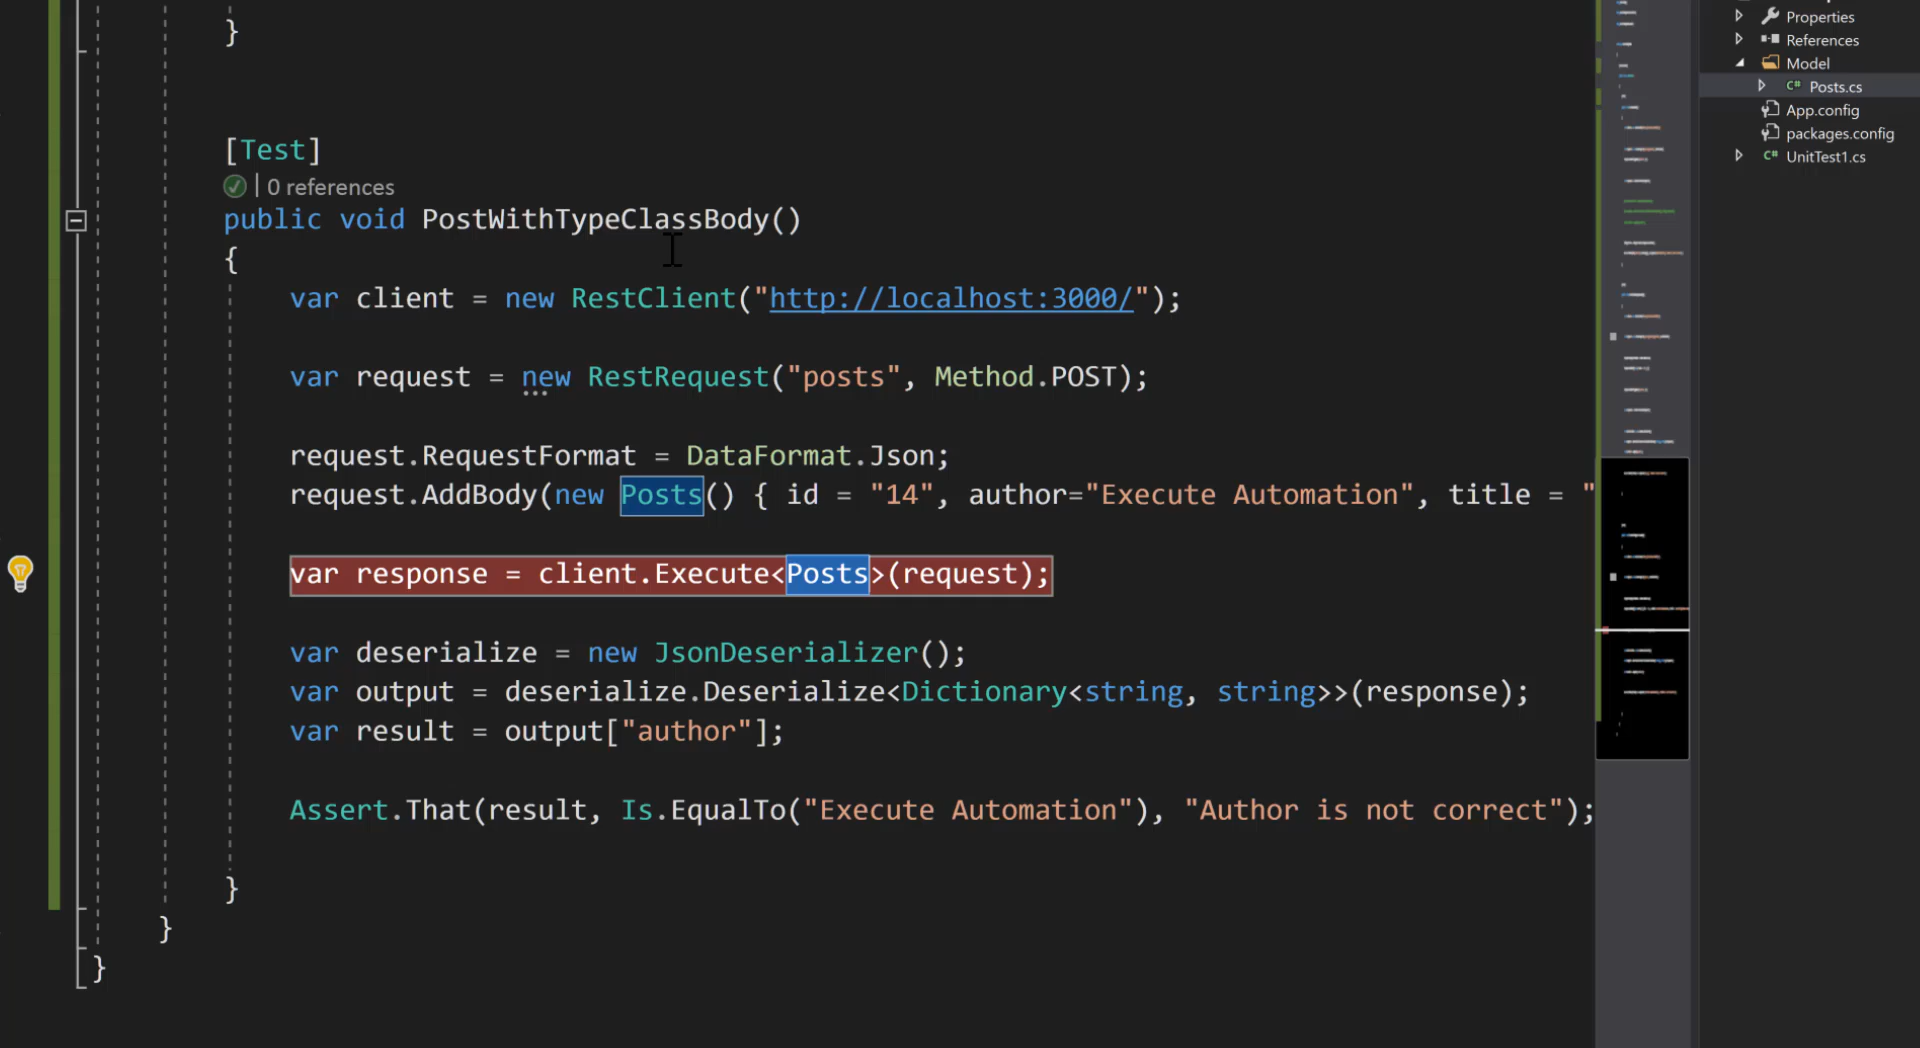 }
[Test]
| 0 references
public void PostWithTypeClassBody()
{
var client = new RestClient("http://localhost:3000/");
var request = new RestRequest("posts", Method.POST);
request.RequestFormat = DataFormat.Json;
request.AddBody(new Posts() { id = "14", author="Execute Automation", title = "
var response = client.Execute<Posts>(request);
var deserialize = new JsonDeserializer();
var output = deserialize.Deserialize<Dictionary<string, string>>(response);
var result = output["author"];
Assert.That(result, Is.EqualTo("Execute Automation"), "Author is not correct");
}
}
}
Properties
References
Model
C# Posts.cs
App.config
packages.config
C# UnitTest1.cs